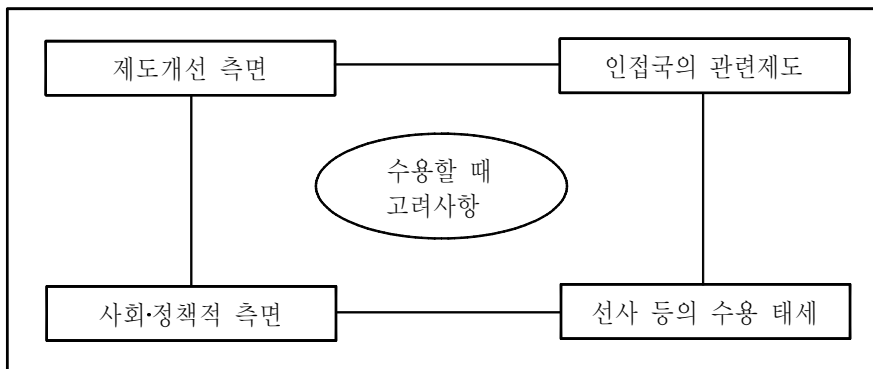 제도개선 측면
인접국의 관련제도
수용할 때
고려사항
사회·정책적 측면
선사 등의 수용 태세